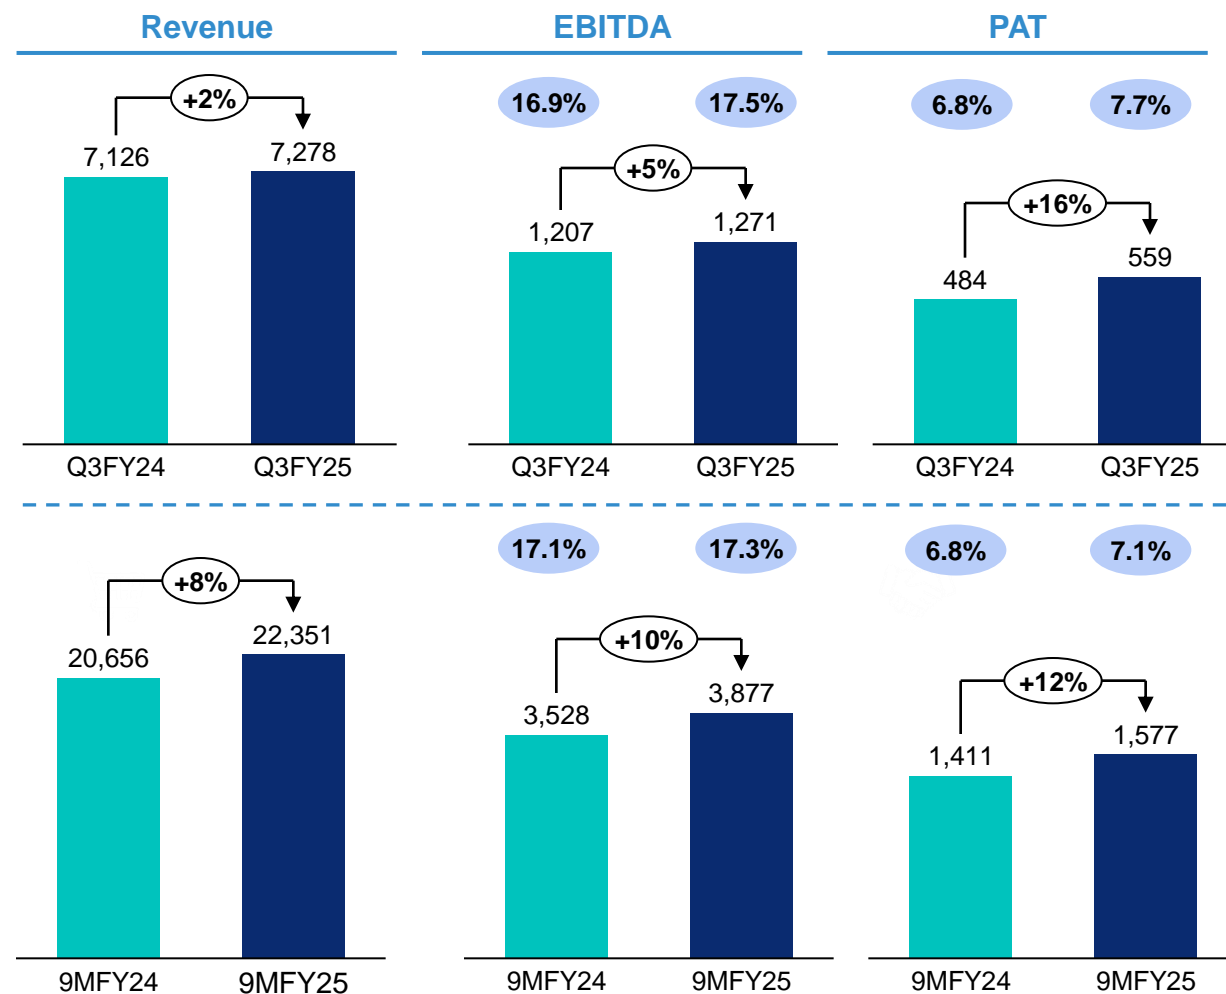 Revenue
EBITDA
PAT
+2%
7,126
7,278
Q3FY24
Q3FY25
16.9%
17.5%
+5%
1,207
1,271
Q3FY24
Q3FY25
6.8%
7.7%
+16%
484
559
Q3FY24
Q3FY25
+8%
20,656
22,351
9MFY24
9MFY25
17.1%
17.3%
+10%
3,528
3,877
9MFY24
9MFY25
6.8%
7.1%
+12%
1,411
1,577
9MFY24
9MFY25